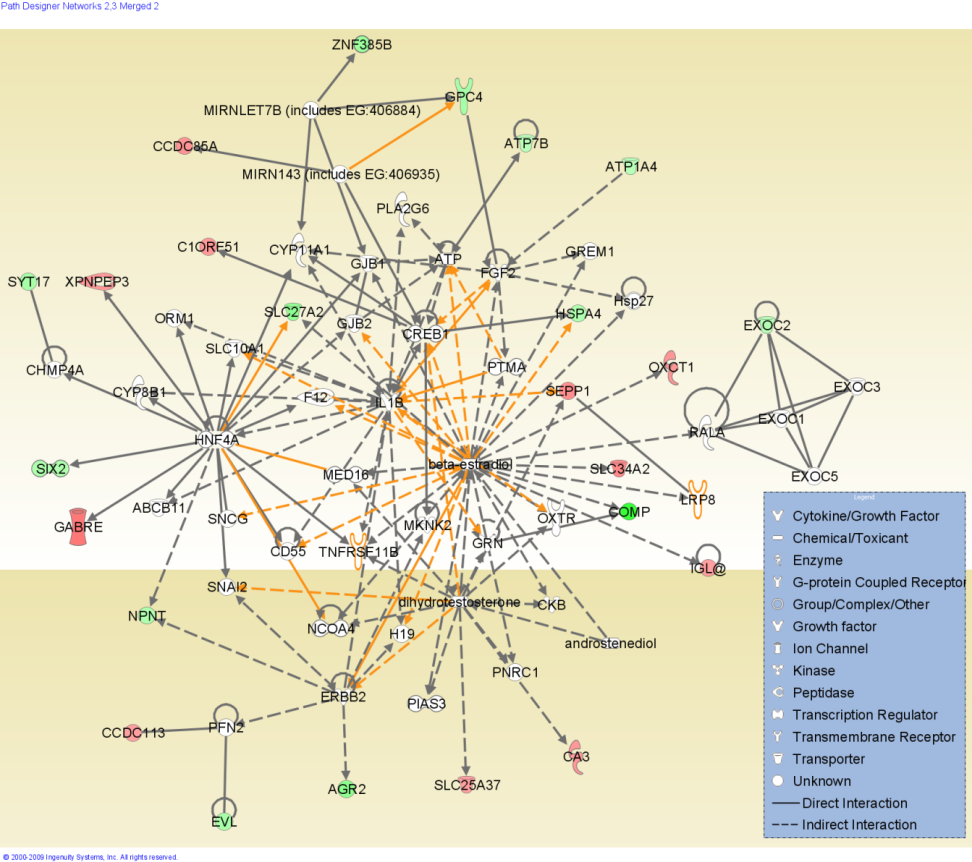 Path Designer Networks 2,3 Merged 2
ZNF385B
GPC4
MIRNLET7B (includes EG:406884)
CCDC85A
ATP7B
MIRN143 (includes EG:406935)
ATP1A4
PLA2G6
C1ORF51
CYP11A1
GJB1
ATP
FGF2
GREM1
SYT17
XPNPEP3
Hsp27
ORM1
SLC27A2
GJB2
CREB1
HSPA4
EXOC2
SLC10A1
CHMP4A
PTMA
OXCT1
CYP8B1
F12
IL1B
SEPP1
EXOC3
EXOC1
RALA
HNF4A
SIX2
MED16
beta-estradiol
SLC34A2
EXOC5
GABRE
ABCB11
SNCG
MKNK2
OXTR
COMP
LRP8
CD55
TNFRSF11B
GRN
IGL@
SNAI2
NPNT
NCOA4
H19
dihydrotestosterone
CKB
androstenediol
PNRC1
ERBB2
PIAS3
CCDC113
PFN2
CA3
AGR2
SLC25A37
EVL
Legend
Cytokine/Growth Factor
Chemical/Toxicant
Enzyme
G-protein Coupled Receptor
Group/Complex/Other
Growth factor
Ion Channel
Kinase
Peptidase
Transcription Regulator
Transmembrane Receptor
Transporter
Unknown
Direct Interaction
Indirect Interaction
© 2000-2009 Ingenuity Systems, Inc. All rights reserved.